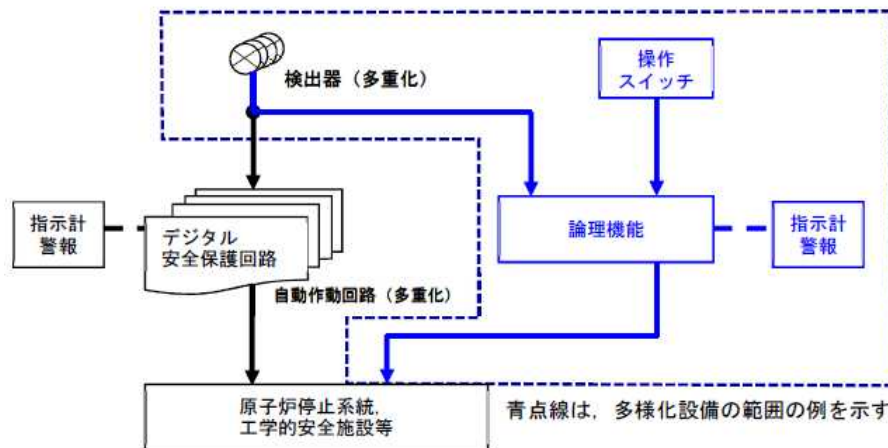 検出器（多重化）
操作
スイッチ
指示計
警報
デジタル
安全保護回路
論理機能
指示計
警報
自動作動回路（多重化）
原子炉停止系統，
工学的安全施設等
青点線は，多様化設備の範囲の例を示す